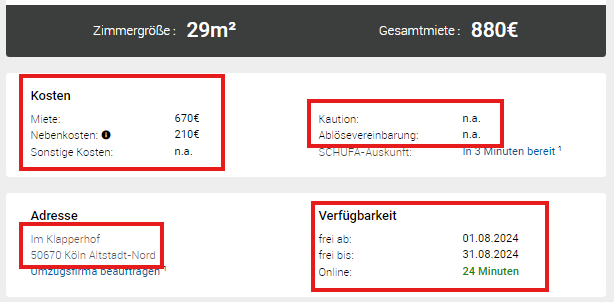 Zimmergröße : 29m² Gesamtmiete : 880€
Kosten
Miete: 670€ Kaution: n.a.
Nebenkosten: 210€ Ablösevereinbarung: n.a.
Sonstige Kosten: n.a. SCHUFA-Auskunft: In 3 Minuten bereit ¹
Adresse Verfügbarkeit
Im Klapperhof frei ab: 01.08.2024
50670 Köln Altstadt-Nord frei bis: 31.08.2024
Umzugsfirma beauftragen ¹ Online: 24 Minuten